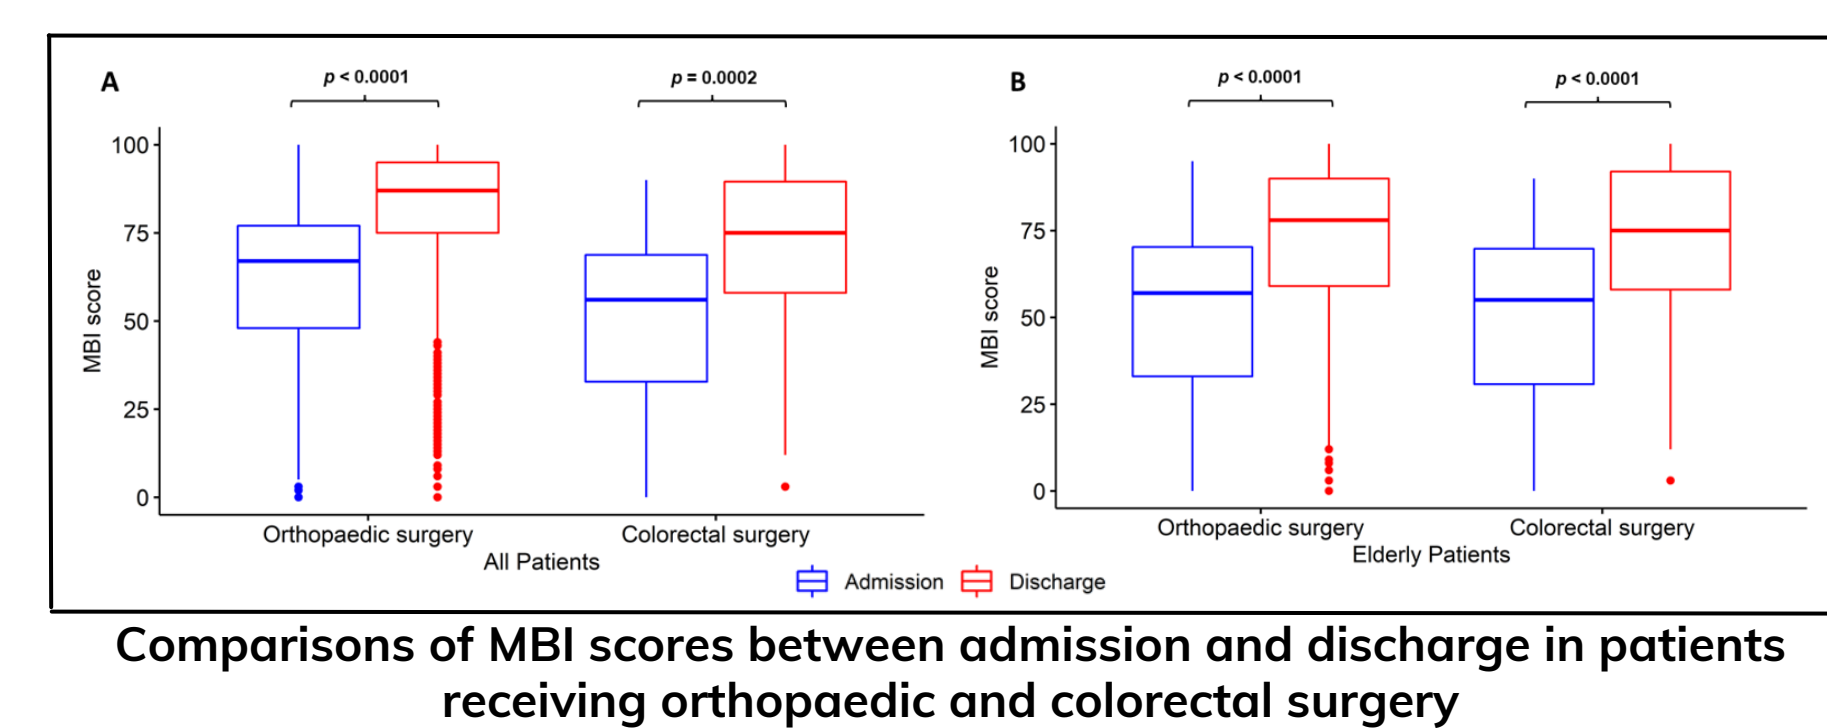 A
p < 0.0001
p = 0.0002
100
75
50
25
0
MBI score
Orthopaedic surgery
Colorectal surgery
All Patients
B
p < 0.0001
p < 0.0001
100
75
50
25
0
MBI score
Orthopaedic surgery
Colorectal surgery
Elderly Patients
Admission
Discharge
Comparisons of MBI scores between admission and discharge in patients
receiving orthopaedic and colorectal surgery